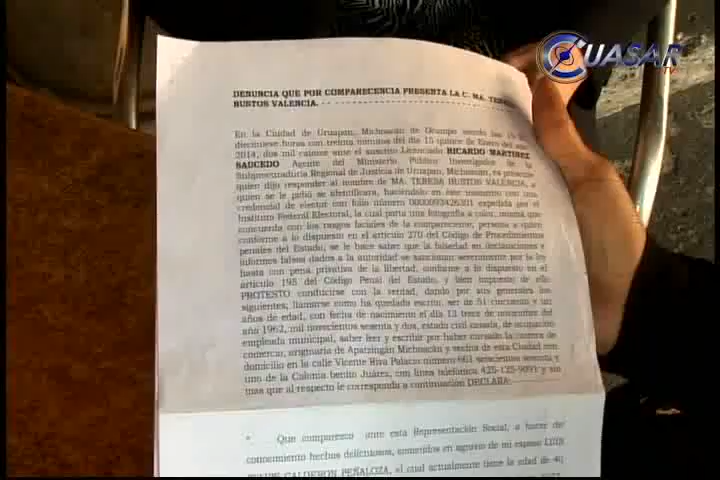 CUASAR
TV
DENUNCIA QUE POR COMPARECENCIA PRESENTA LA C. MA. TERESA
BUSTOS VALENCIA.
En la Ciudad de Uruapan, Michoacán de Ocampo siendo las
diecinueve horas con treinta minutos del día 15 quince de Enero del año
2014, dos mil catorce ante el suscrito Licenciado RICARDO MARTINEZ
SAUCEDO Agente del Ministerio Público Investigador de la
Subprocuraduría Regional de Justicia de Uruapan, Michoacán, es presente
quien dijo responder al nombre de MA. TERESA BUSTOS VALENCIA, a
quien se le pidió se identificara, haciéndolo en este momento con una
credencial de elector con folio número 0000093426301 expedida por el
Instituto Federal Electoral, la cual porta una fotografía a color, misma que
concuerda con los rasgos faciales de la compareciente, persona a quien
conforme a lo dispuesto en el artículo 270 del Código de Procedimientos
penales del Estado, se le hace saber que la falsedad en declaraciones e
informes falsos dados a la autoridad se sancionan severamente por la ley
hasta con pena privativa de la libertad, conforme a lo dispuesto en el
artículo 195 del Código Penal del Estado, y bien impuesto de ello
PROTESTO conducirse con la verdad, dando por sus generales los
siguientes; llamarse como ha quedado escrito, ser de 51 cincuenta y un
años de edad, con fecha de nacimiento el día 13 trece de noviembre del
año 1962, mil novecientos sesenta y dos, estado civil casada, de ocupación
empleada municipal, saber leer y escribir por haber cursado la carrera de
comercio, originaria de Apatzingán Michoacán y vecina de esta Ciudad con
domicilio en la calle Vicente Riva Palacio número 661 seiscientos sesenta y
uno de la Colonia benito Juárez, con línea telefónica 425-125-9091 y sin
mas que al respecto le corresponda a continuación DECLARA:
• Que comparezco ante esta Representación Social, a hacer del
conocimiento hechos delictuosos, cometidos en agravio de mi esposo LUIS
CALDERON PEÑALOZA, el cual actualmente tiene la edad de